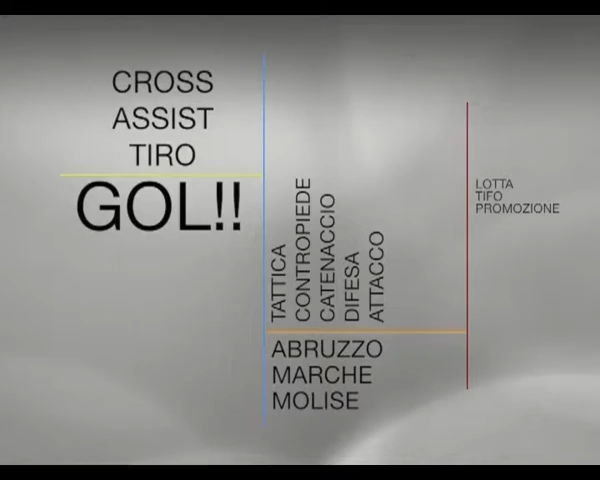 CROSS
ASSIST
TIRO
GOL!!
TATTICA
CONTROPIEDE
CATENACCIO
DIFESA
ATTACCO
ABRUZZO
MARCHE
MOLISE
LOTTA
TIFO
PROMOZIONE